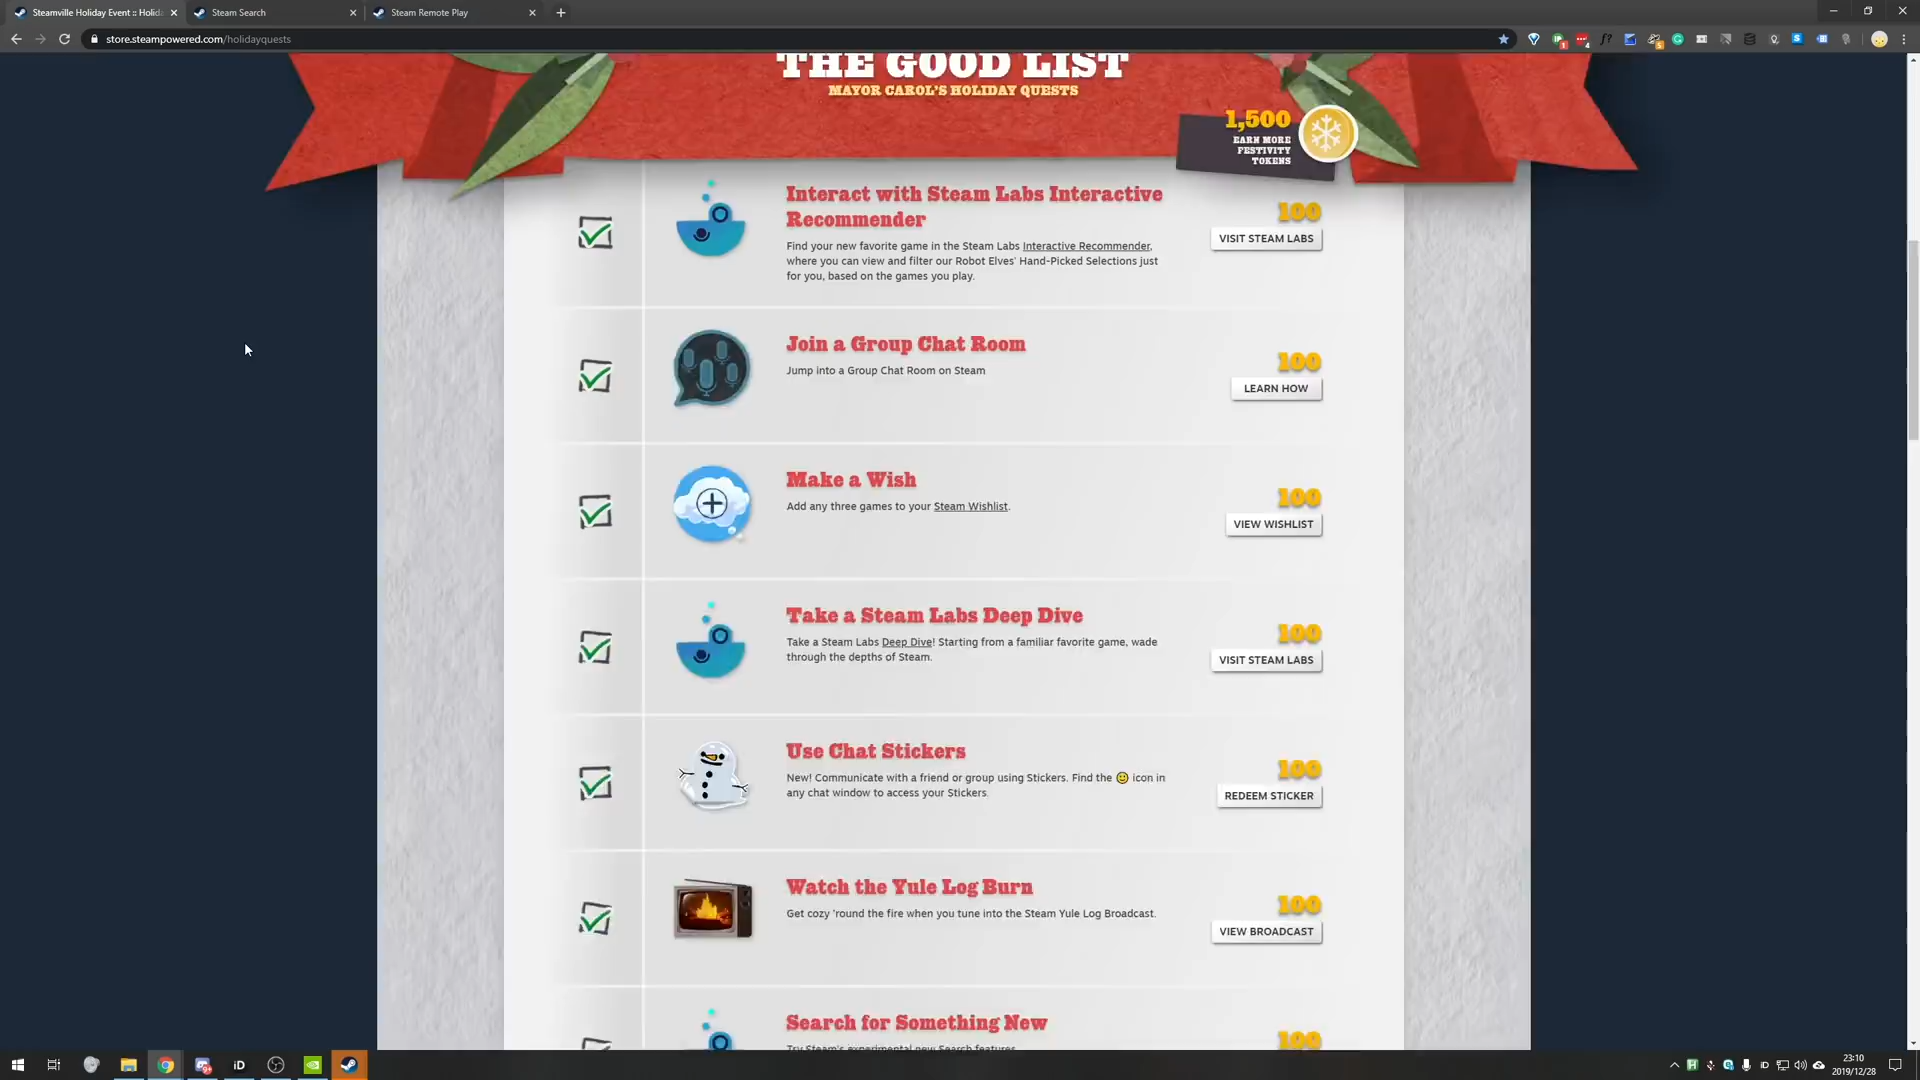 Steamville Holiday Event :: Holid
Steam Search
Steam Remote Play
store.steampowered.com/holidayquests
THE GOOD LIST
MAYOR CAROL'S HOLIDAY QUESTS
1,500
EARN MORE
FESTIVITY
TOKENS
Interact with Steam Labs Interactive
Recommender
Find your new favorite game in the Steam Labs Interactive Recommender,
where you can view and filter our Robot Elves' Hand-Picked Selections just
for you, based on the games you play.
100
VISIT STEAM LABS
Join a Group Chat Room
Jump into a Group Chat Room on Steam
100
LEARN HOW
Make a Wish
Add any three games to your Steam Wishlist.
100
VIEW WISHLIST
Take a Steam Labs Deep Dive
Take a Steam Labs Deep Dive! Starting from a familiar favorite game, wade
through the depths of Steam.
100
VISIT STEAM LABS
Use Chat Stickers
New! Communicate with a friend or group using Stickers. Find the 🙂 icon in
any chat window to access your Stickers.
100
REDEEM STICKER
Watch the Yule Log Burn
Get cozy 'round the fire when you tune into the Steam Yule Log Broadcast.
100
VIEW BROADCAST
Search for Something New
Try Steam's experimental new Search features
100
23:10
2019/12/28